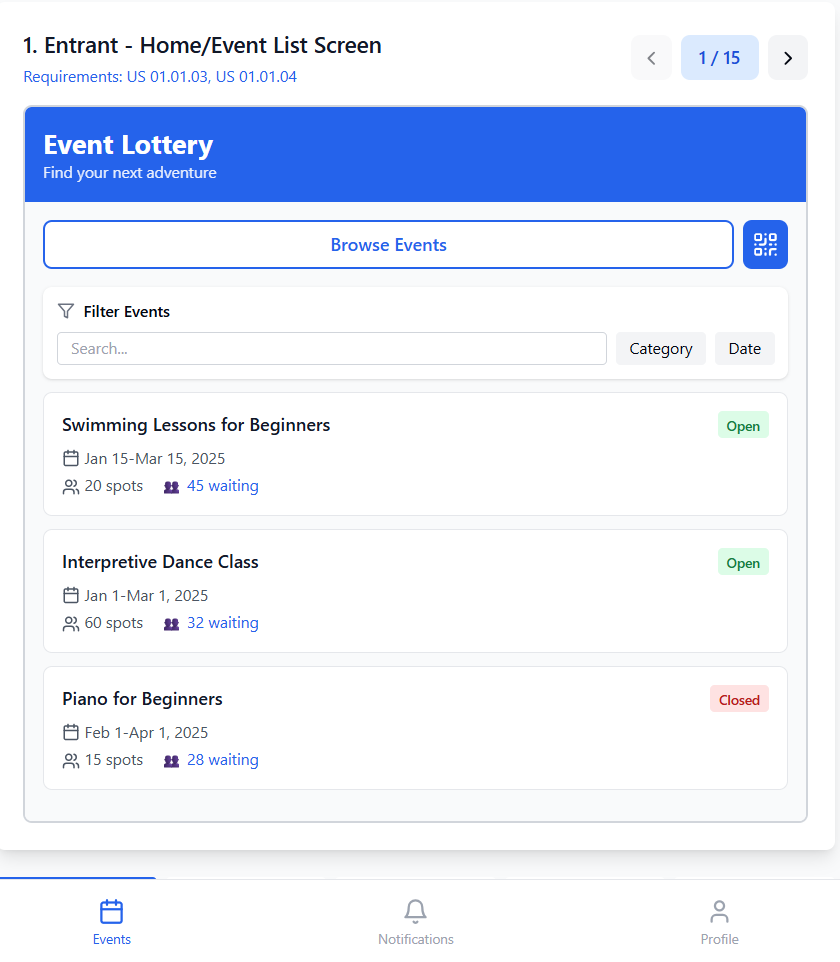 1. Entrant - Home/Event List Screen
Requirements: US 01.01.03, US 01.01.04
1 / 15
Event Lottery
Find your next adventure
Browse Events
Filter Events
Search...
Category
Date
Swimming Lessons for Beginners
Open
Jan 15-Mar 15, 2025
20 spots
45 waiting
Interpretive Dance Class
Open
Jan 1-Mar 1, 2025
60 spots
32 waiting
Piano for Beginners
Closed
Feb 1-Apr 1, 2025
15 spots
28 waiting
Events
Notifications
Profile